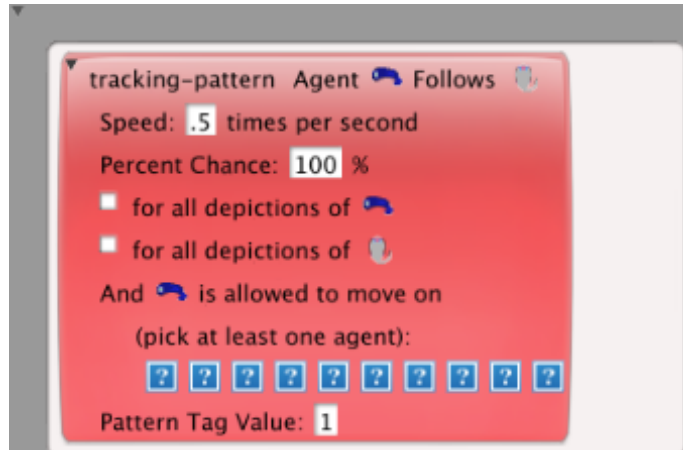 tracking-pattern Agent Follows
Speed: .5 times per second
Percent Chance: 100 %
for all depictions of
for all depictions of
And is allowed to move on
(pick at least one agent):
? ? ? ? ? ? ? ? ? ?
Pattern Tag Value: 1